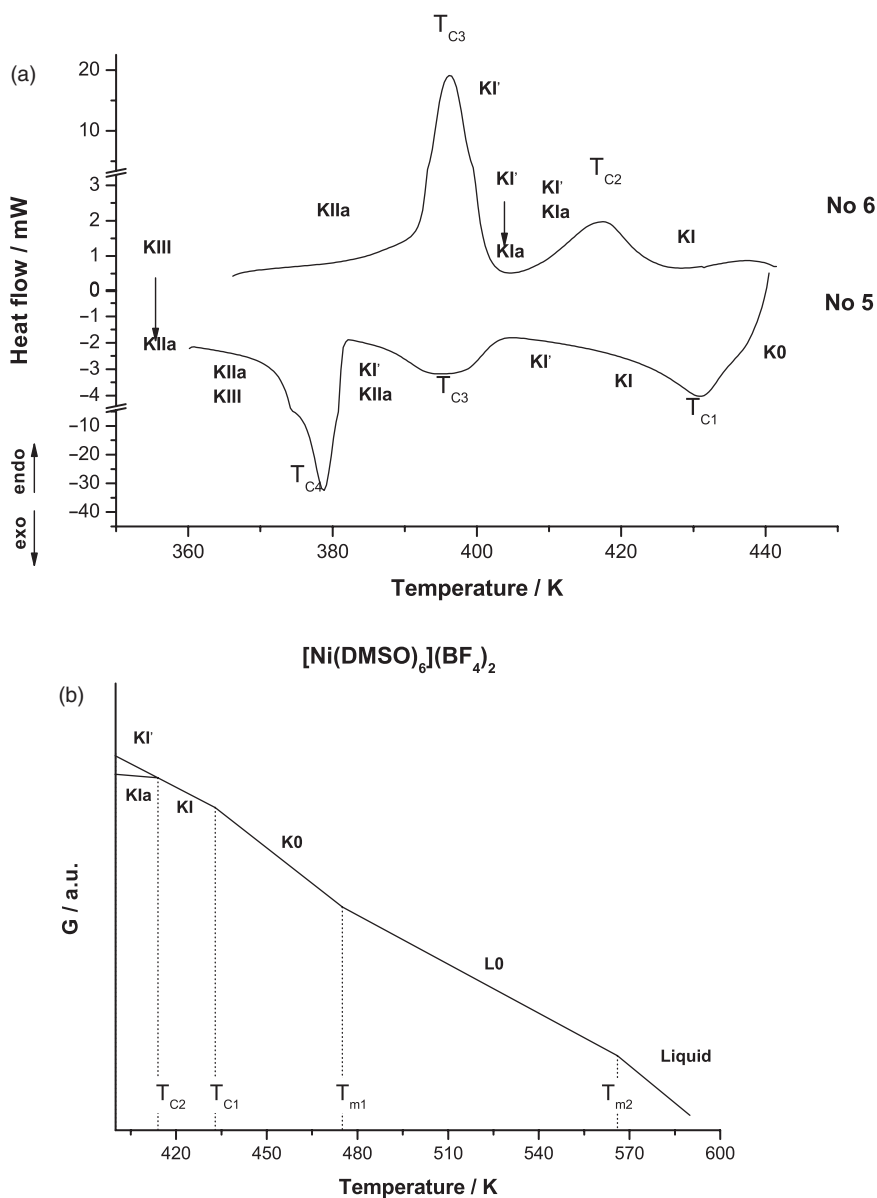 (a)
T_C3
20
KI'
10
KI'
KI'
T_C2
3
KIIa
KIa
No 6
2
KIII
KIa
KI
1
0
No 5
−1
−2
KIIa
KIIa
KI'
KI'
K0
−3
KIII
KIIa
T_C3
KI
−4
T_C1
−10
−20
T_C4
−30
−40
Heat flow / mW
endo
exo
360 380 400 420 440
Temperature / K
[Ni(DMSO)6](BF4)2
(b)
KI'
KIa
KI
K0
L0
Liquid
G / a.u.
T_C2 T_C1 T_m1 T_m2
420 450 480 510 540 570 600
Temperature / K